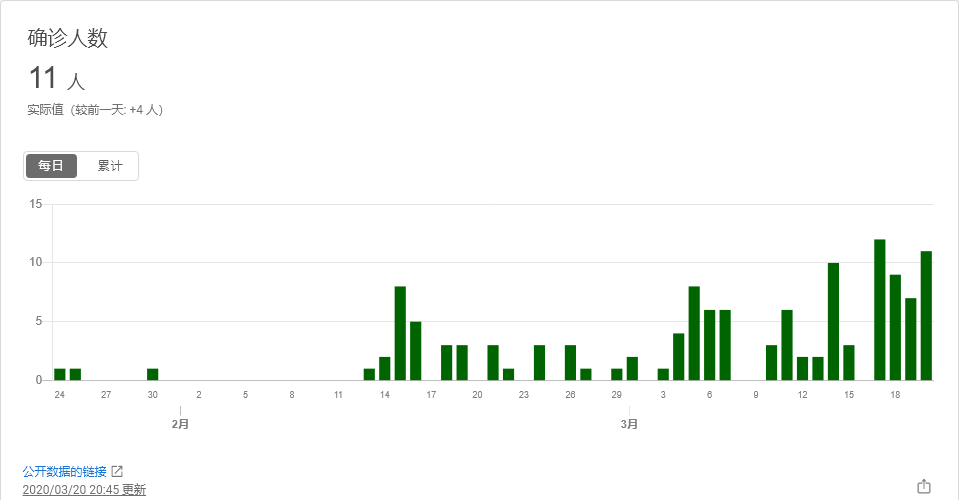 确诊人数
11 人
实际值（较前一天: +4 人）
每日 累计
15
10
5
0
24 27 30 2 5 8 11 14 17 20 23 26 29 3 6 9 12 15 18
2月 3月
公开数据的链接
2020/03/20 20:45 更新